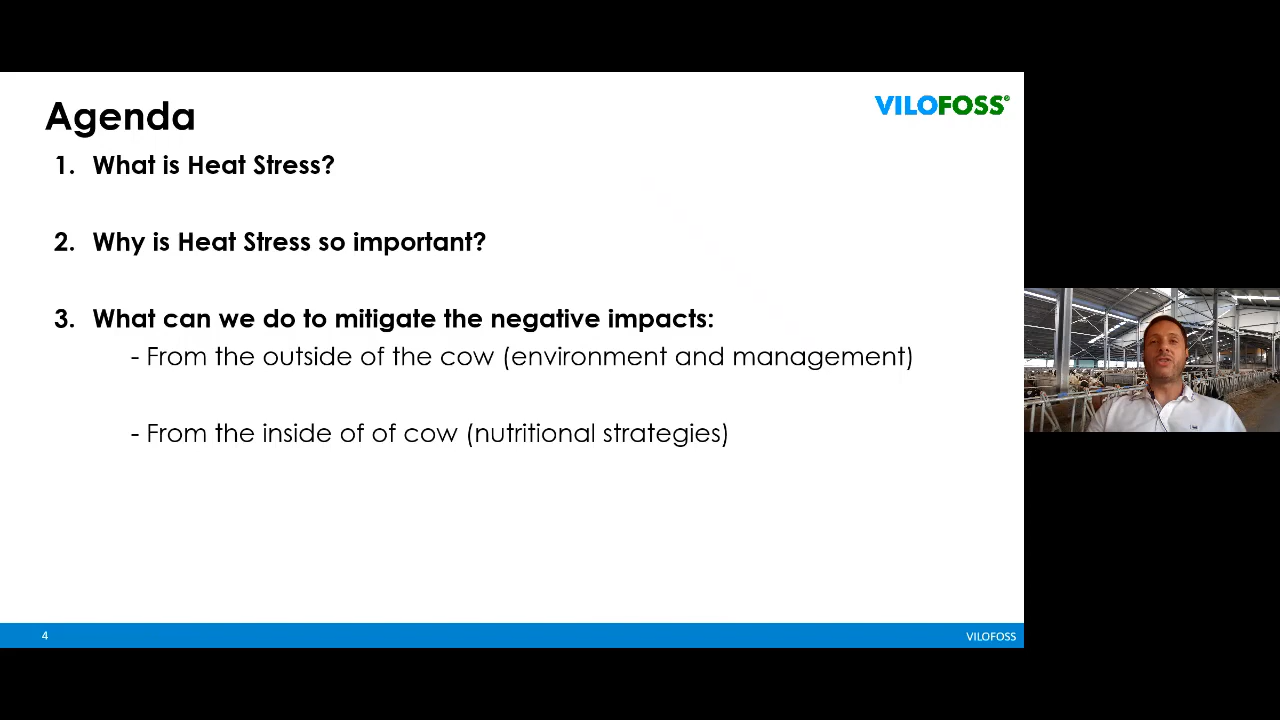 Agenda
VILOFOSS®
1. What is Heat Stress?
2. Why is Heat Stress so important?
3. What can we do to mitigate the negative impacts:
- From the outside of the cow (environment and management)
- From the inside of of cow (nutritional strategies)
4
VILOFOSS